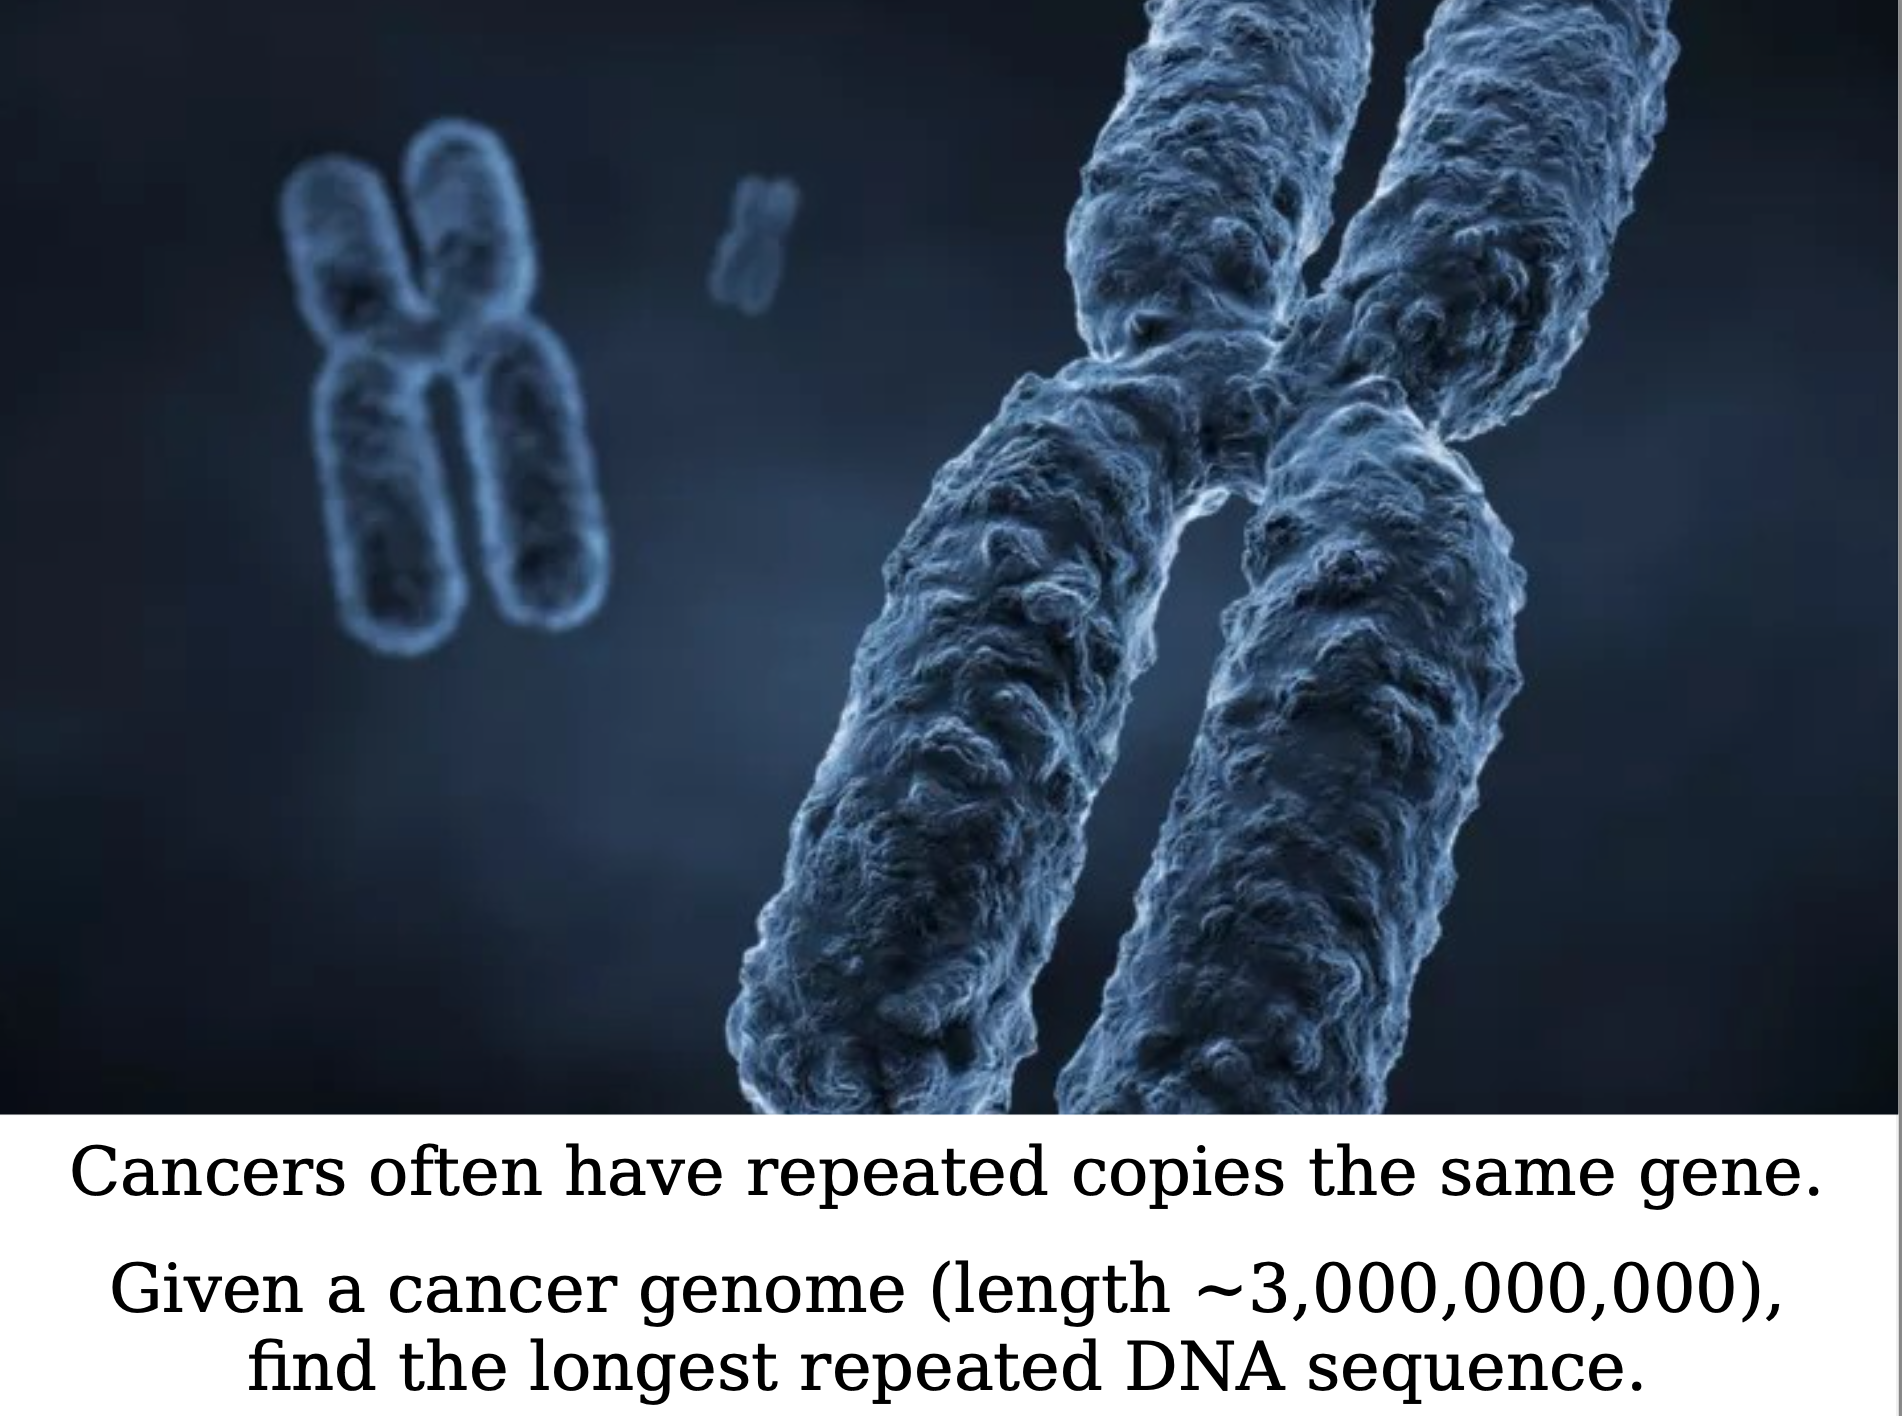 Cancers often have repeated copies the same gene.
Given a cancer genome (length ~3,000,000,000),
find the longest repeated DNA sequence.